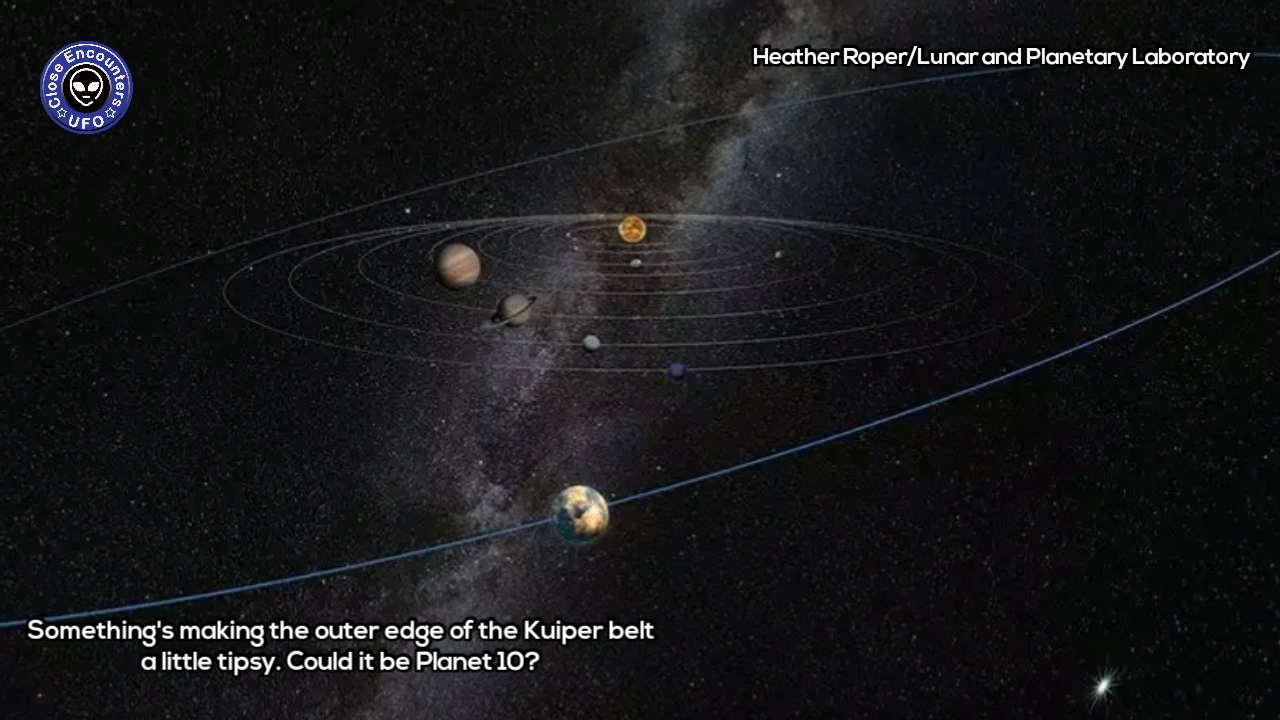 Close Encounters
UFO
Heather Roper/Lunar and Planetary Laboratory
Something's making the outer edge of the Kuiper belt
a little tipsy. Could it be Planet 10?